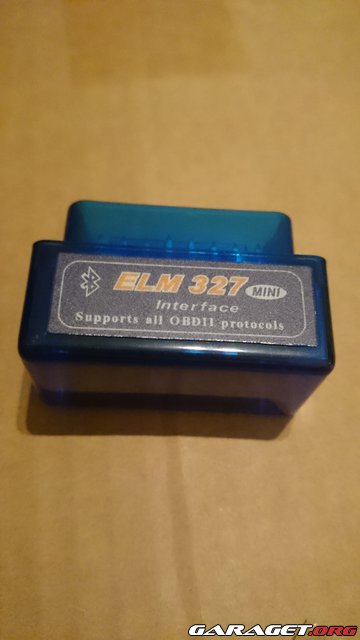 ELM 327 MINI
Interface
Supports all OBDII protocols
GARAGET.ORG